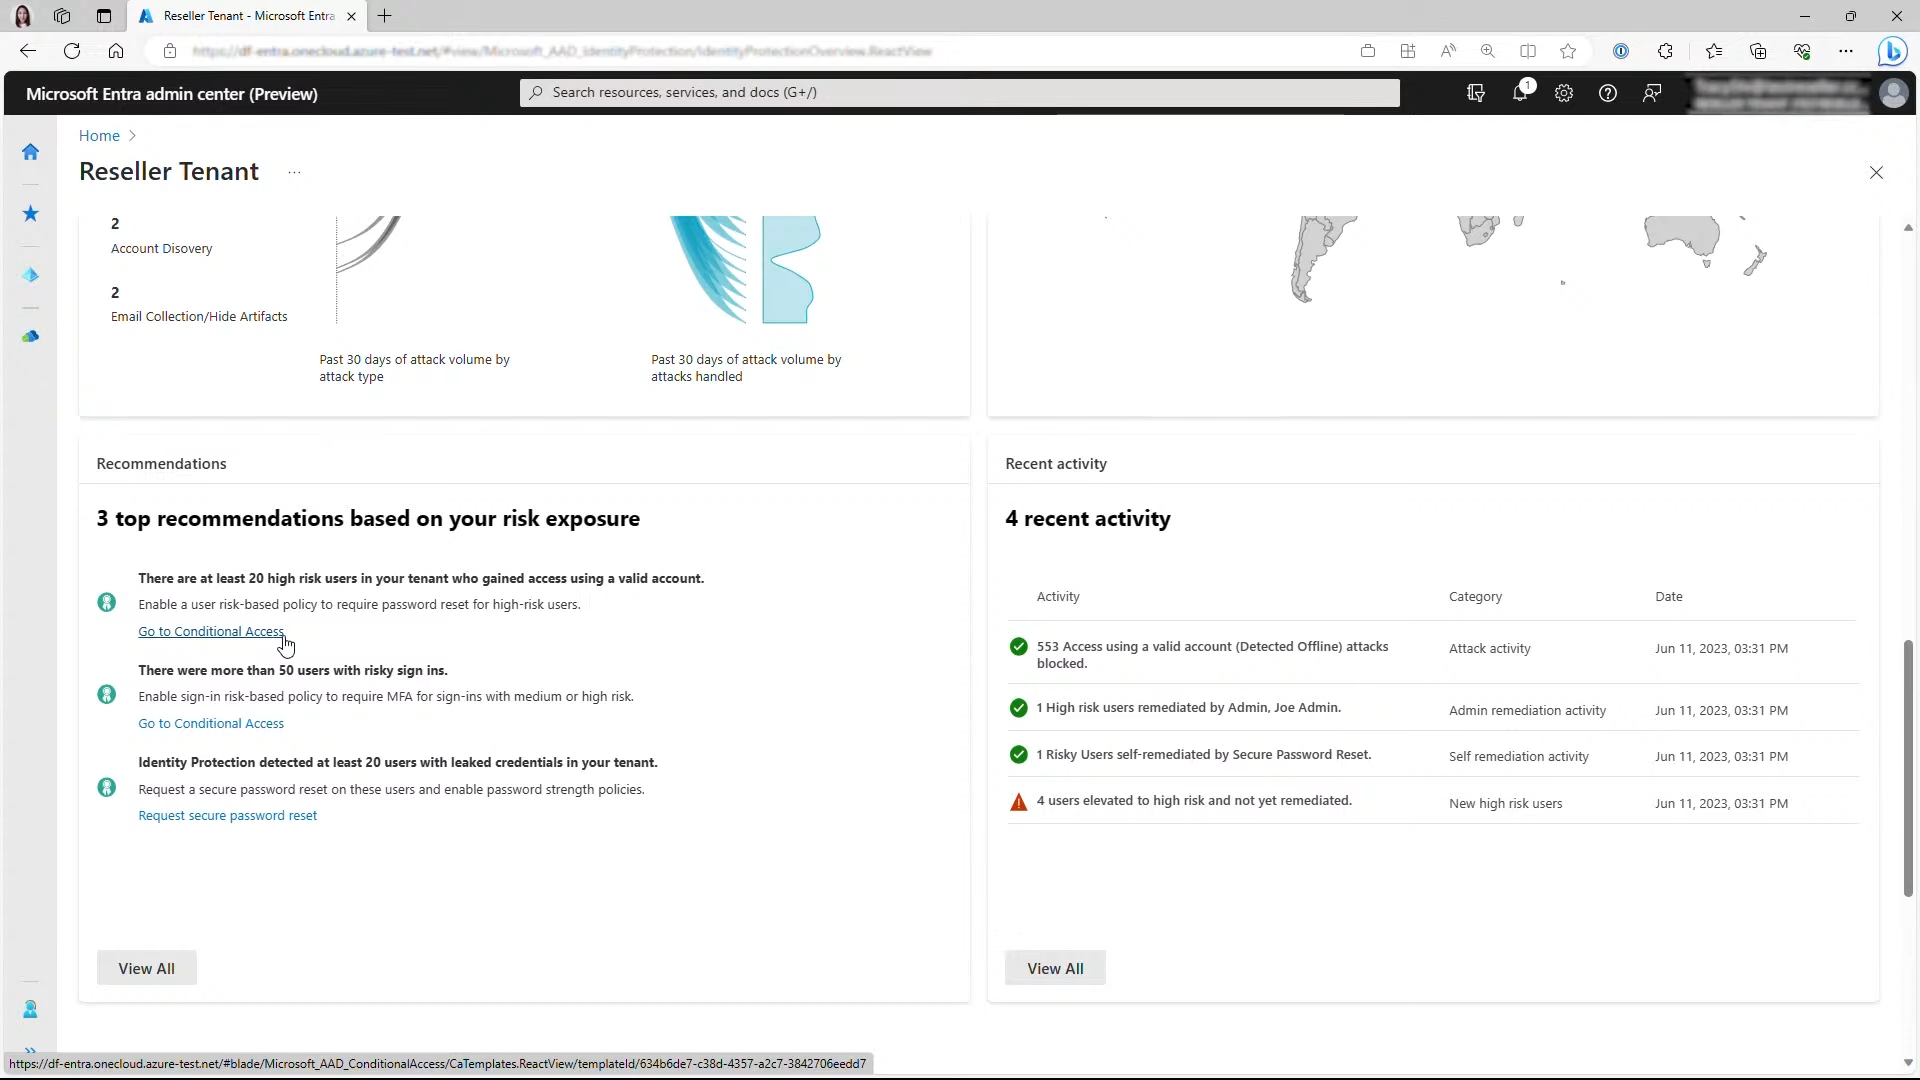 Reseller Tenant - Microsoft Entra
https://df-entra.onecloud.azure-test.net/#view/Microsoft_AAD_IdentityProtection/IdentityProtectionOverview.ReactView
Microsoft Entra admin center (Preview)
Search resources, services, and docs (G+/)
1
Home
Reseller Tenant
2
Account Disovery
2
Email Collection/Hide Artifacts
Past 30 days of attack volume by
attack type
Past 30 days of attack volume by
attacks handled
Recommendations
3 top recommendations based on your risk exposure
There are at least 20 high risk users in your tenant who gained access using a valid account.
Enable a user risk-based policy to require password reset for high-risk users.
Go to Conditional Access
There were more than 50 users with risky sign ins.
Enable sign-in risk-based policy to require MFA for sign-ins with medium or high risk.
Go to Conditional Access
Identity Protection detected at least 20 users with leaked credentials in your tenant.
Request a secure password reset on these users and enable password strength policies.
Request secure password reset
View All
Recent activity
4 recent activity
Activity Category Date
553 Access using a valid account (Detected Offline) attacks
blocked. Attack activity Jun 11, 2023, 03:31 PM
1 High risk users remediated by Admin, Joe Admin. Admin remediation activity Jun 11, 2023, 03:31 PM
1 Risky Users self-remediated by Secure Password Reset. Self remediation activity Jun 11, 2023, 03:31 PM
4 users elevated to high risk and not yet remediated. New high risk users Jun 11, 2023, 03:31 PM
View All
https://df-entra.onecloud.azure-test.net/#blade/Microsoft_AAD_ConditionalAccess/CaTemplates.ReactView/templateId/634b6de7-c38d-4357-a2c7-3842706eedd7